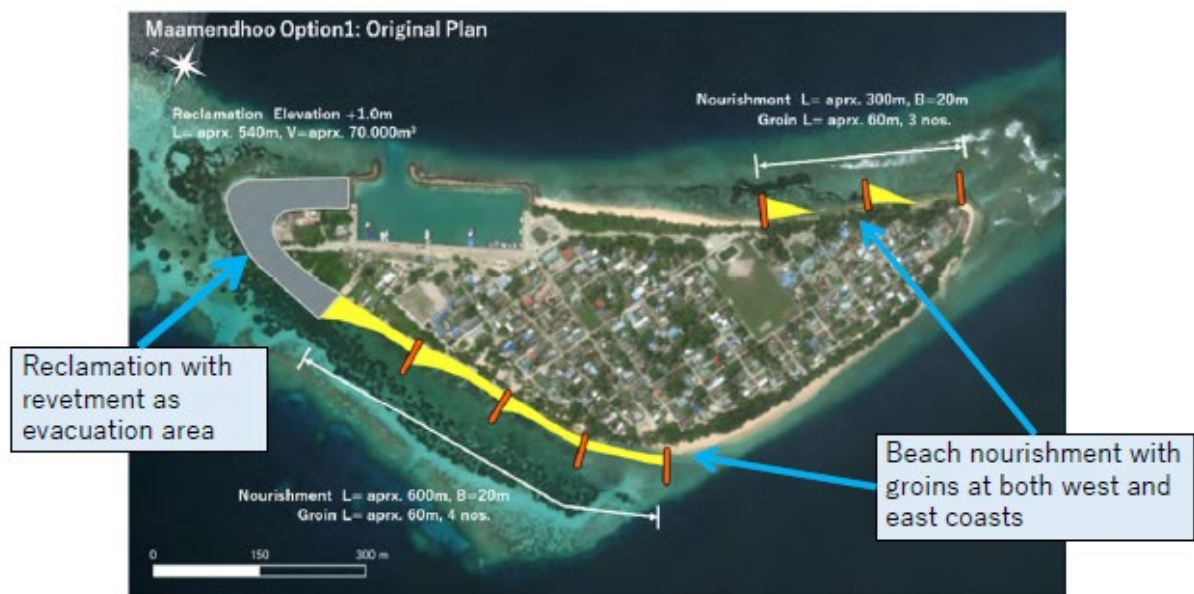 Maamendhoo Option1: Original Plan
N
Reclamation Elevation +1.0m
L= aprx. 540m, V=aprx. 70.000m³
Nourishment L= aprx. 300m, B=20m
Groin L= aprx. 60m, 3 nos.
Reclamation with
revetment as
evacuation area
Beach nourishment with
groins at both west and
east coasts
Nourishment L= aprx. 600m, B=20m
Groin L= aprx. 60m, 4 nos.
0 150 300 m